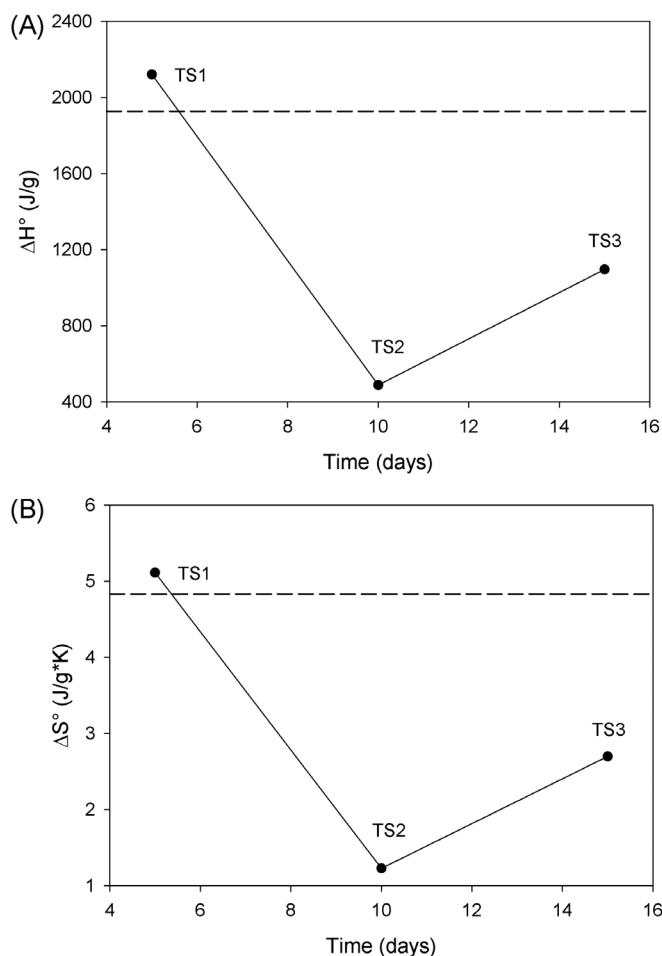 (A)
2400
2000
1600
1200
800
400
ΔH° (J/g)
TS1
TS2
TS3
4 6 8 10 12 14 16
Time (days)
(B)
6
5
4
3
2
1
ΔS° (J/g*K)
TS1
TS2
TS3
4 6 8 10 12 14 16
Time (days)